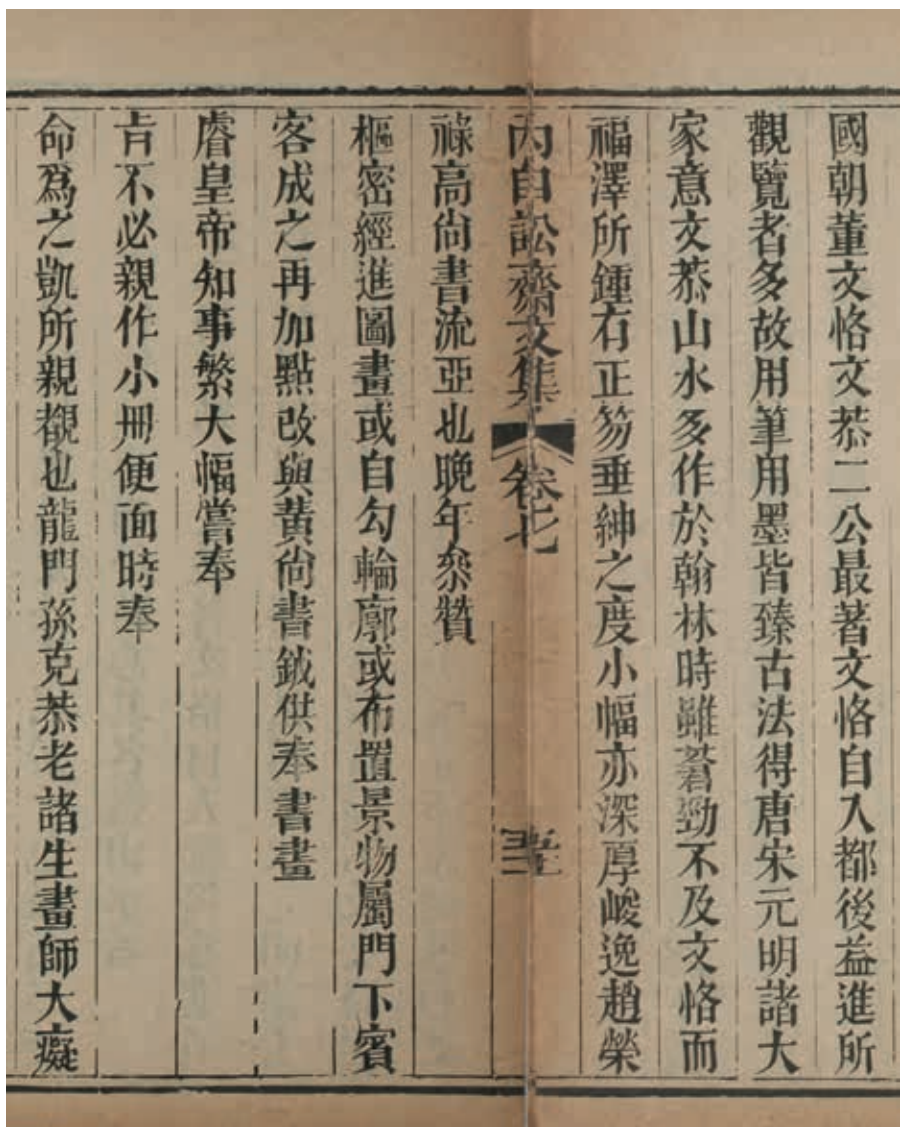 國朝董文恪文恭二公最著文恪自入都後益進所
觀覽者多故用筆用墨皆臻古法得唐宋元明諸大
家意文恭山水多作於翰林時雖蒼勁不及文恪而
福澤所鍾有正笏垂紳之度小幅亦深厚峻逸趙榮
內自訟齋文集 卷七
祿高尙書流亞也晚年叅贊
樞密經進圖畫或自勾輪廓或布置景物屬門下賓
客成之再加點改與黃尙書鉞供奉書畫
睿皇帝知事繁大幅嘗奉
㫖不必親作小冊便面時奉
命爲之凱所親覩也龍門孫克恭老諸生畫師大癡